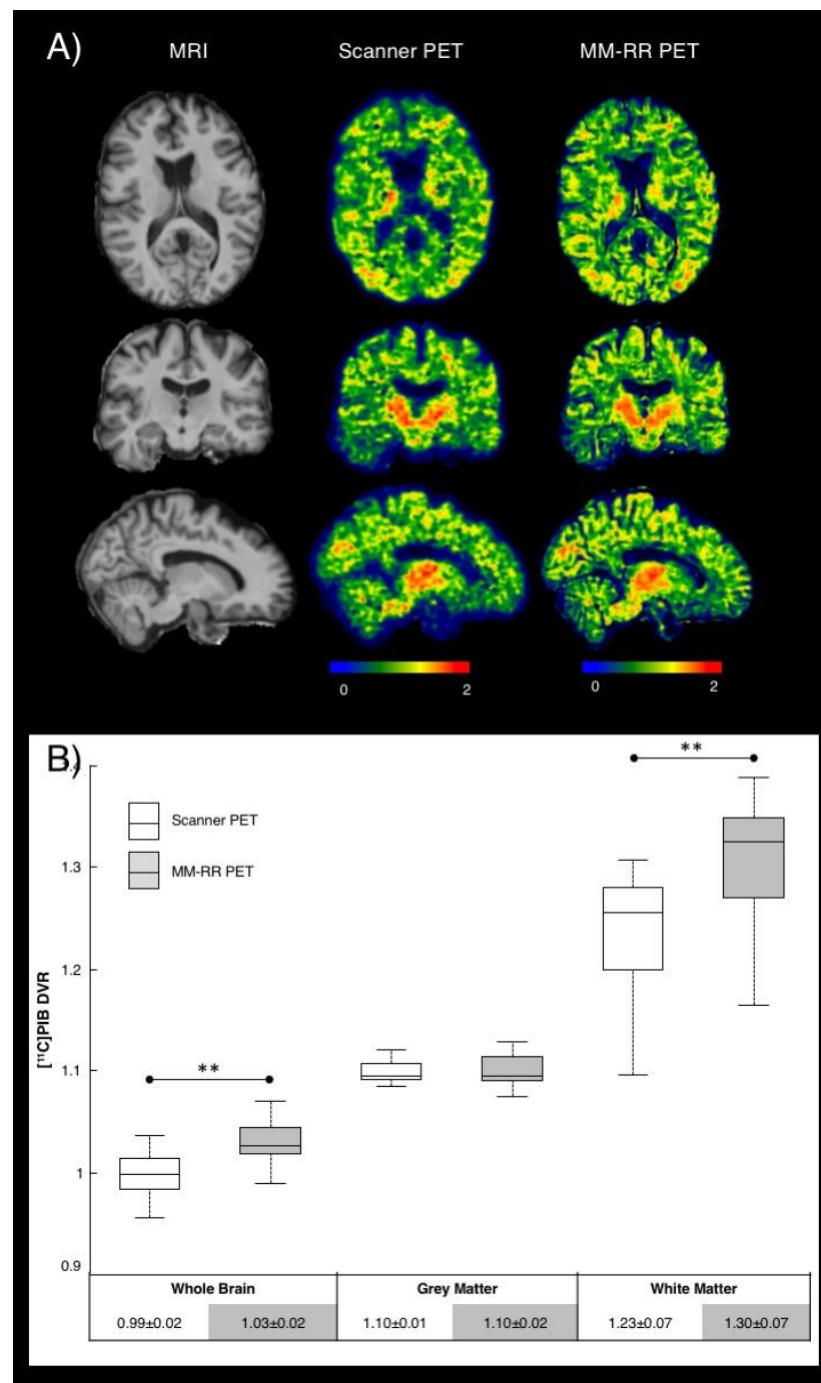 A)
MRI
Scanner PET
MM-RR PET
0 2
0 2
B)
1.4
Scanner PET
MM-RR PET
1.3
1.2
1.1
1
0.9
[¹¹C]PIB DVR
**
**
Whole Brain
Grey Matter
White Matter
0.99±0.02
1.03±0.02
1.10±0.01
1.10±0.02
1.23±0.07
1.30±0.07